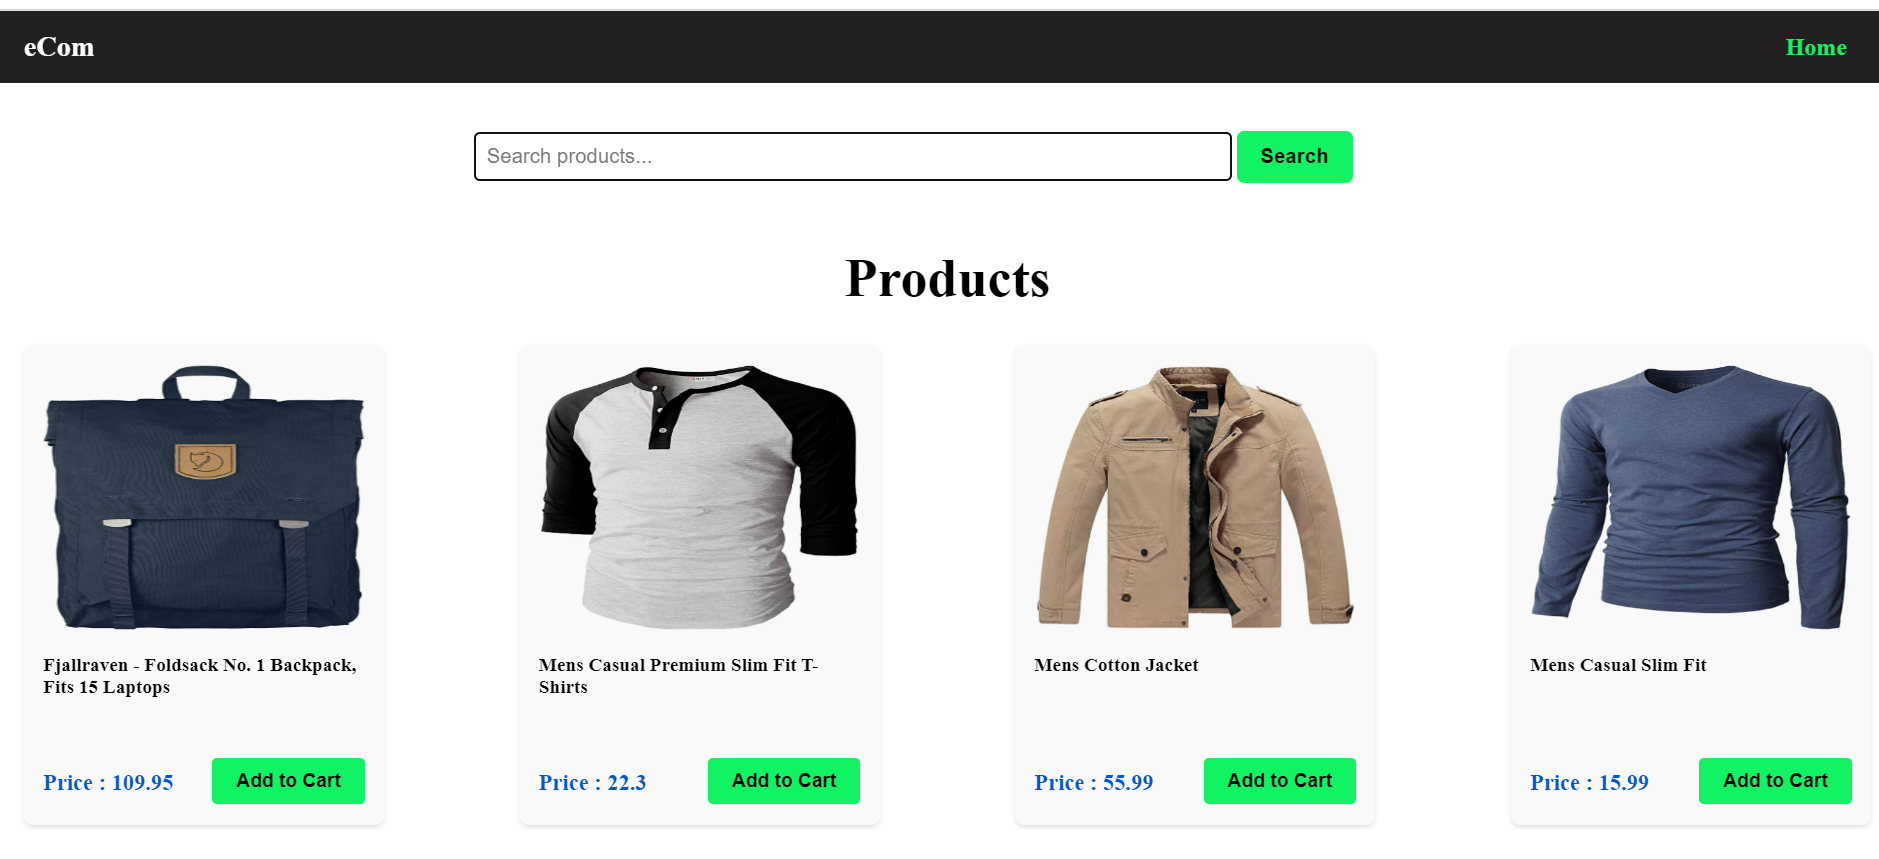 eCom
Home
Search products...
Search
Products
Fjallraven - Foldsack No. 1 Backpack,
Fits 15 Laptops
Price : 109.95
Add to Cart
Mens Casual Premium Slim Fit T-
Shirts
Price : 22.3
Add to Cart
Mens Cotton Jacket
Price : 55.99
Add to Cart
Mens Casual Slim Fit
Price : 15.99
Add to Cart